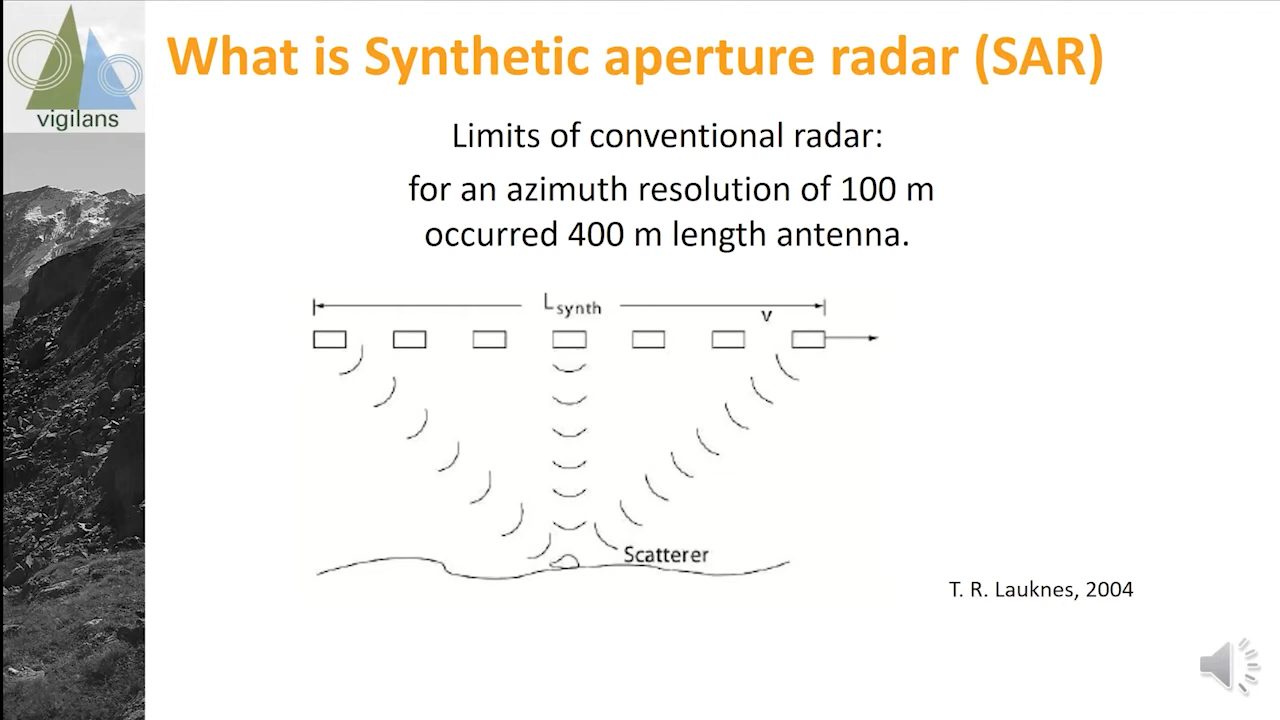 vigilans
What is Synthetic aperture radar (SAR)
Limits of conventional radar:
for an azimuth resolution of 100 m
occurred 400 m length antenna.
Lsynth
v
Scatterer
T. R. Lauknes, 2004